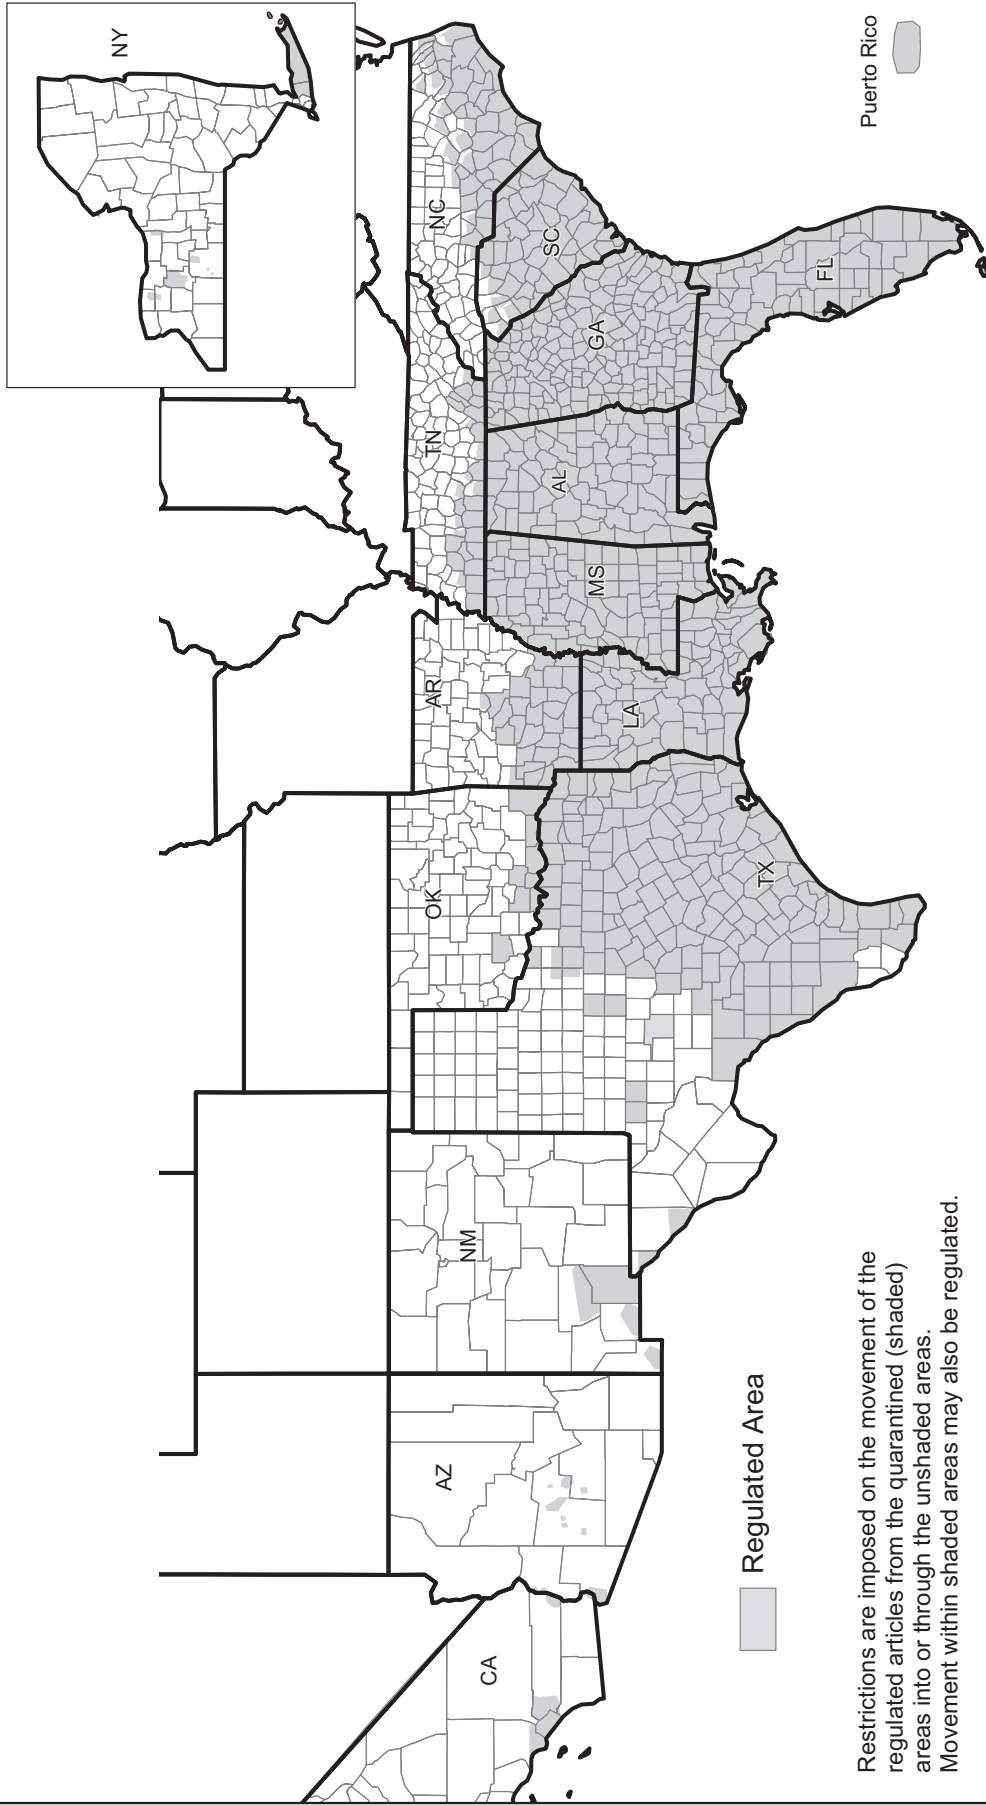 NY
NC
TN
SC
GA
AL
MS
AR
LA
FL
OK
TX
NM
AZ
CA
Puerto Rico
Regulated Area
Restrictions are imposed on the movement of the
regulated articles from the quarantined (shaded)
areas into or through the unshaded areas.
Movement within shaded areas may also be regulated.